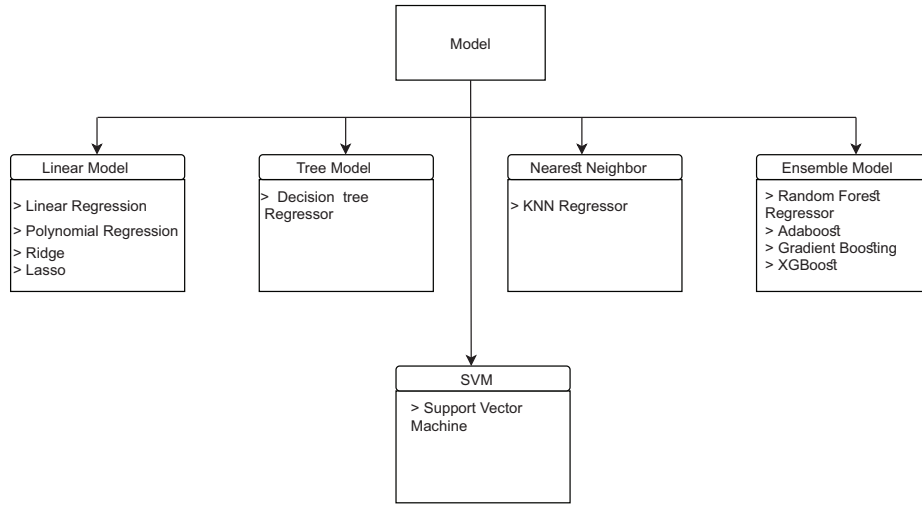 Model
Linear Model
> Linear Regression
> Polynomial Regression
> Ridge
> Lasso
Tree Model
> Decision tree
Regressor
Nearest Neighbor
> KNN Regressor
Ensemble Model
> Random Forest
Regressor
> Adaboost
> Gradient Boosting
> XGBoost
SVM
> Support Vector
Machine